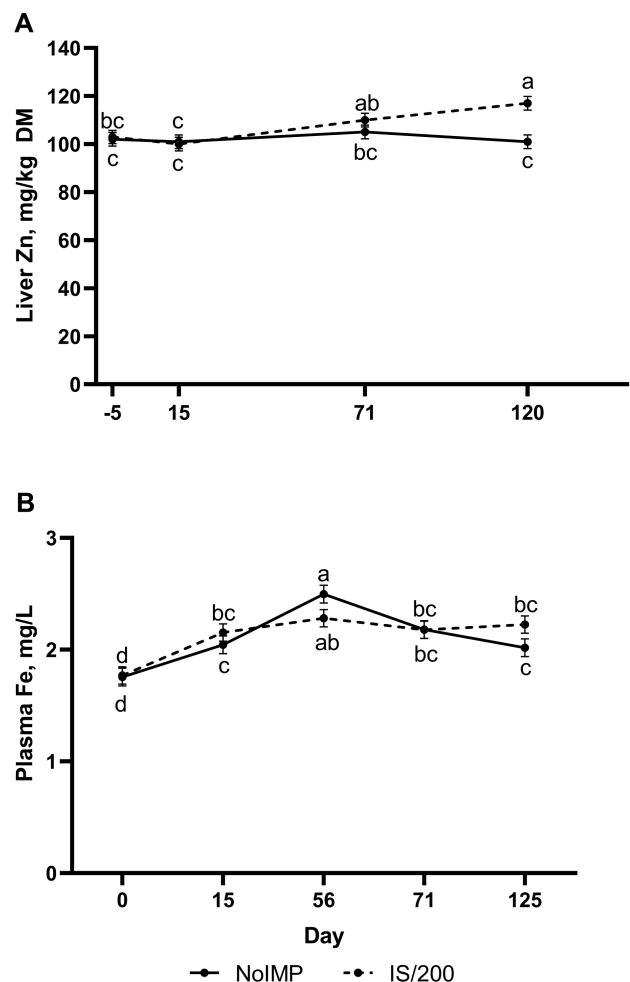 A
140
120
100
80
60
40
20
0
Liver Zn, mg/kg DM
bc
c
c
c
ab
bc
a
c
-5 15 71 120
B
3
2
1
0
Plasma Fe, mg/L
d
d
bc
c
a
ab
bc
bc
bc
c
0 15 56 71 125
Day
NoIMP IS/200